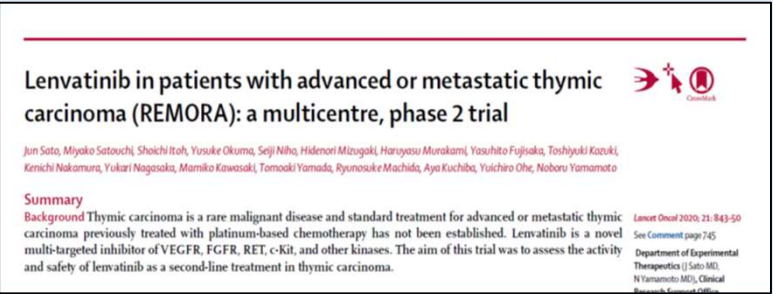 Lenvatinib in patients with advanced or metastatic thymic
carcinoma (REMORA): a multicentre, phase 2 trial
CrossMark
Jun Sato, Miyako Satouchi, Shoichi Itoh, Yusuke Okuma, Seiji Niho, Hidenori Mizugaki, Haruyasu Murakami, Yasuhito Fujisaka, Toshiyuki Kozuki,
Kenichi Nakamura, Yukari Nagasaka, Mamiko Kawasaki, Tomoaki Yamada, Ryunosuke Machida, Aya Kuchiba, Yuichiro Ohe, Noboru Yamamoto
Summary
Background Thymic carcinoma is a rare malignant disease and standard treatment for advanced or metastatic thymic
carcinoma previously treated with platinum-based chemotherapy has not been established. Lenvatinib is a novel
multi-targeted inhibitor of VEGFR, FGFR, RET, c-Kit, and other kinases. The aim of this trial was to assess the activity
and safety of lenvatinib as a second-line treatment in thymic carcinoma.
Lancet Oncol 2020; 21: 843–50
See Comment page 745
Department of Experimental
Therapeutics (J Sato MD,
N Yamamoto MD), Clinical
Research Support Office